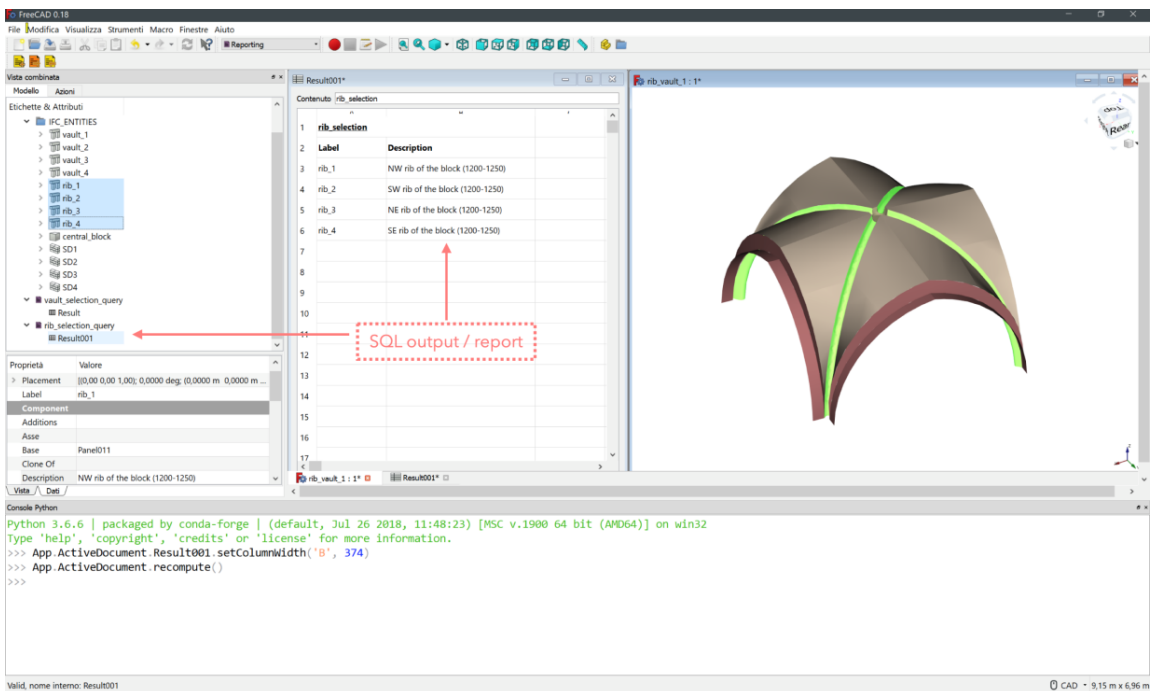 FreeCAD 0.18
File Modifica Visualizza Strumenti Macro Finestre Aiuto
Reporting
Vista combinata
Modello Azioni
Etichette & Attributi
IFC_ENTITIES
vault_1
vault_2
vault_3
vault_4
rib_1
rib_2
rib_3
rib_4
central_block
SD1
SD2
SD3
SD4
vault_selection_query
Result
rib_selection_query
Result001
Proprietà Valore
Placement [(0,00 0,00 1,00); 0,0000 deg; (0,0000 m 0,0000 m ...
Label rib_1
Component
Additions
Asse
Base Panel011
Clone Of
Description NW rib of the block (1200-1250)
Vista Dati
Result001*
Contenuto rib_selection
1 rib_selection
2 Label Description
3 rib_1 NW rib of the block (1200-1250)
4 rib_2 SW rib of the block (1200-1250)
5 rib_3 NE rib of the block (1200-1250)
6 rib_4 SE rib of the block (1200-1250)
7
8
9
10
11
12
13
14
15
16
17
SQL output / report
rib_vault_1 : 1*
Rear
z
rib_vault_1 : 1* Result001*
Console Python
Python 3.6.6 | packaged by conda-forge | (default, Jul 26 2018, 11:48:23) [MSC v.1900 64 bit (AMD64)] on win32
Type 'help', 'copyright', 'credits' or 'license' for more information.
>>> App.ActiveDocument.Result001.setColumnWidth('B', 374)
>>> App.ActiveDocument.recompute()
>>>
Valid, nome interno: Result001
CAD - 9,15 m x 6,96 m